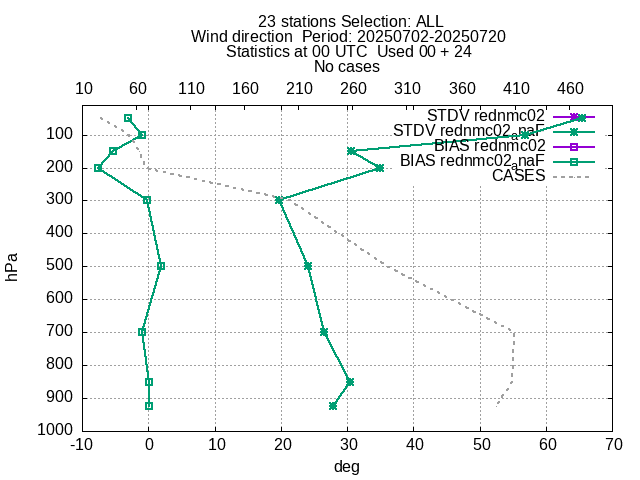 23 stations Selection: ALL
Wind direction  Period: 20250702-20250720
Statistics at 00 UTC  Used 00 + 24
No cases
10 60 110 160 210 260 310 360 410 460
STDV rednmc02
STDV rednmc02anaF
BIAS rednmc02
BIAS rednmc02anaF
CASES
100
200
300
400
500
600
700
800
900
1000
hPa
-10 0 10 20 30 40 50 60 70
deg